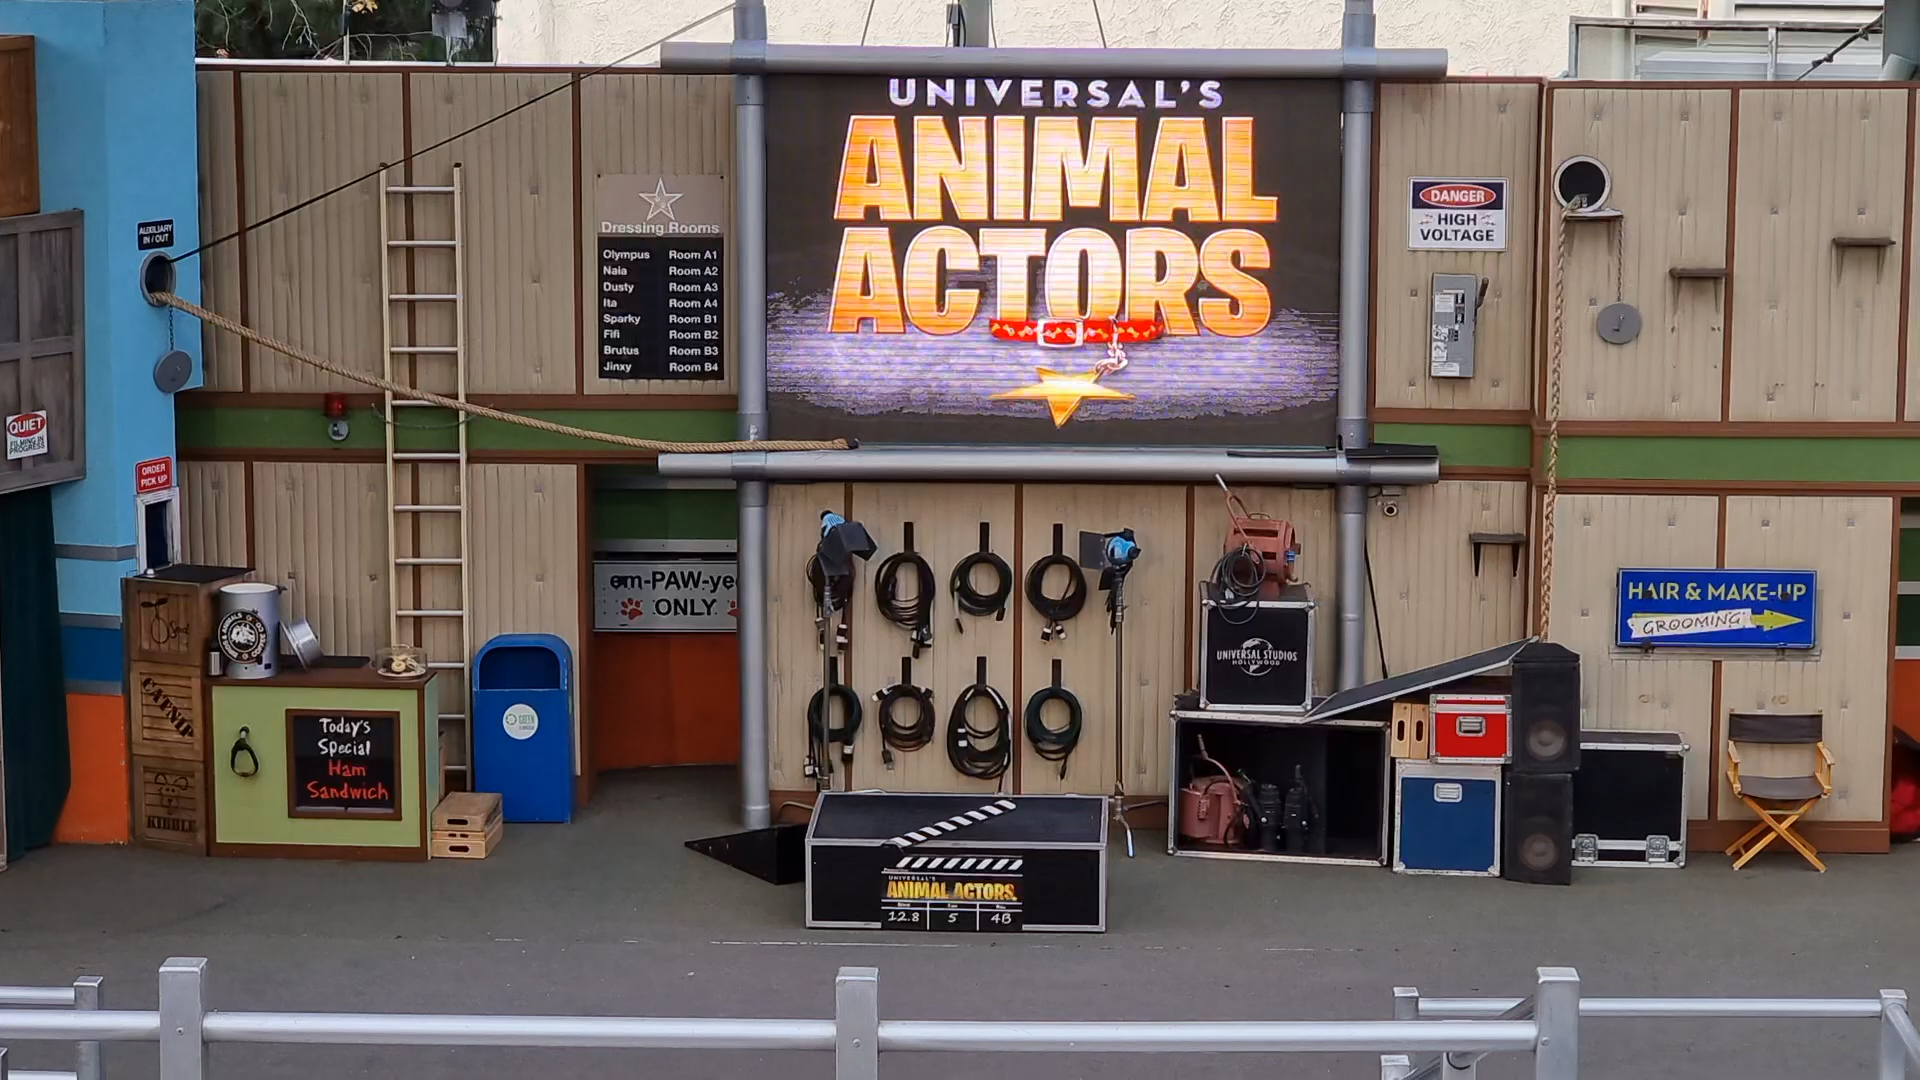 UNIVERSAL'S
ANIMAL
ACTORS
AUXILIARY
IN / OUT
Dressing Rooms
Olympus Room A1
Naia Room A2
Dusty Room A3
Ita Room A4
Sparky Room B1
Fifi Room B2
Brutus Room B3
Jinxy Room B4
DANGER
HIGH
VOLTAGE
QUIET
FILMING IN
PROGRESS
ORDER
PICK UP
em-PAW-yee
ONLY
HAIR & MAKE-UP
GROOMING
UNIVERSAL STUDIOS
HOLLYWOOD
CATNIP
KIBBLE
Today's
Special
Ham
Sandwich
GREEN
UNIVERSAL'S
ANIMAL ACTORS
12.8 5 4B